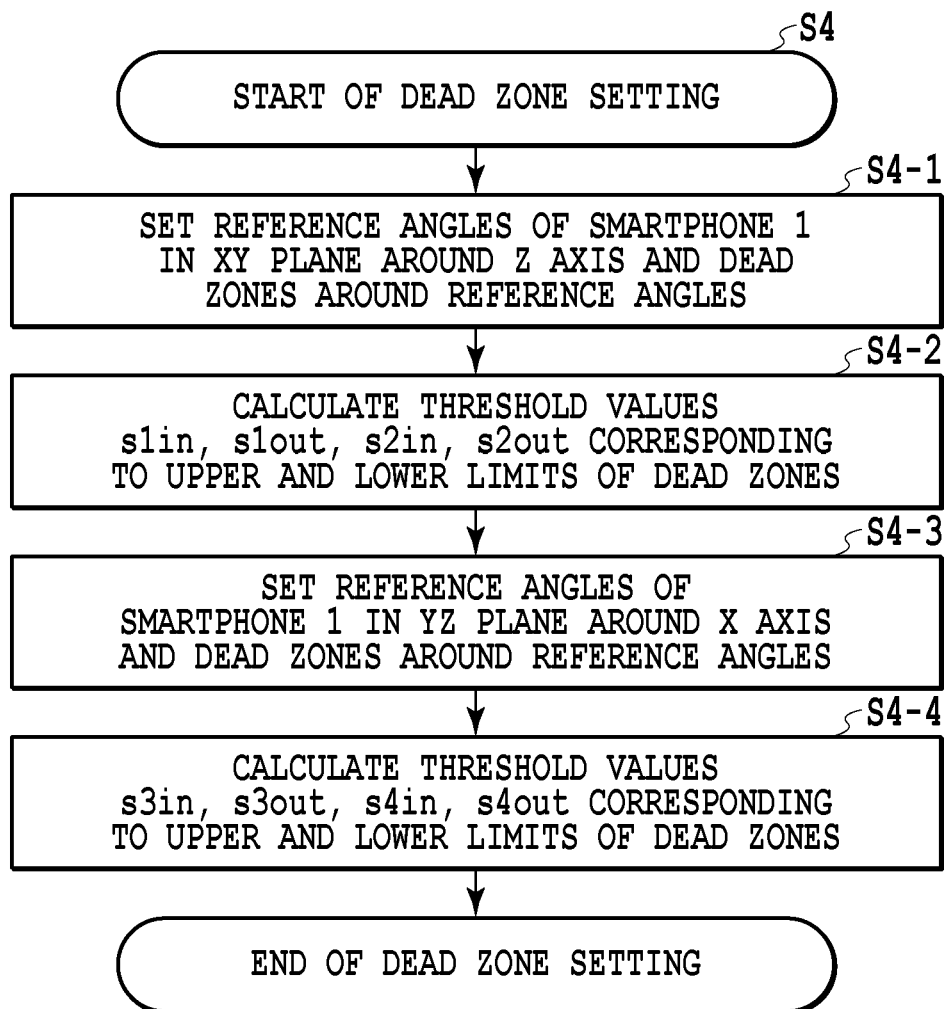 S4
START OF DEAD ZONE SETTING
S4-1
SET REFERENCE ANGLES OF SMARTPHONE 1
IN XY PLANE AROUND Z AXIS AND DEAD
ZONES AROUND REFERENCE ANGLES
S4-2
CALCULATE THRESHOLD VALUES
s1in, s1out, s2in, s2out CORRESPONDING
TO UPPER AND LOWER LIMITS OF DEAD ZONES
S4-3
SET REFERENCE ANGLES OF
SMARTPHONE 1 IN YZ PLANE AROUND X AXIS
AND DEAD ZONES AROUND REFERENCE ANGLES
S4-4
CALCULATE THRESHOLD VALUES
s3in, s3out, s4in, s4out CORRESPONDING
TO UPPER AND LOWER LIMITS OF DEAD ZONES
END OF DEAD ZONE SETTING